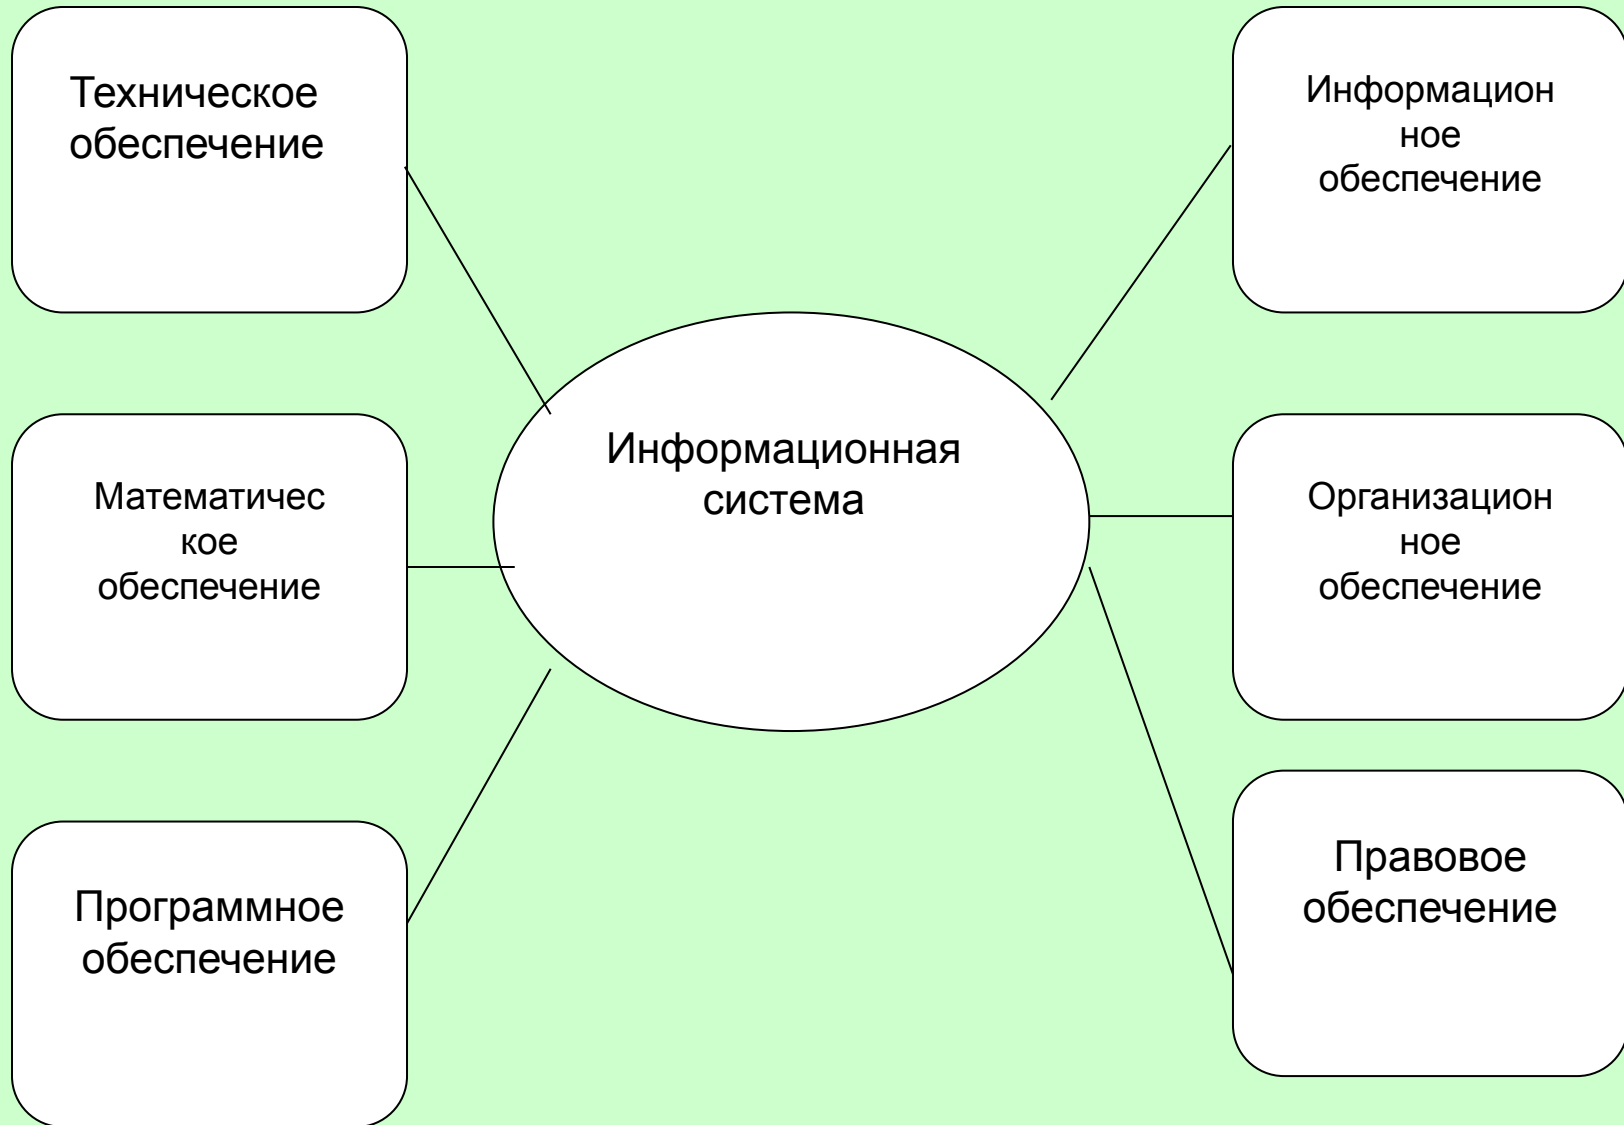 Техническое
обеспечение
Информацион
ное
обеспечение
Информационная
система
Математичес
кое
обеспечение
Организацион
ное
обеспечение
Программное
обеспечение
Правовое
обеспечение